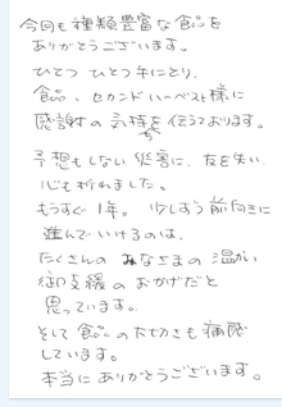 今回も種類豊富な食品を
ありがとうございます。
ひとつ ひとつ 手にとり、
食品、セカンドハーベスト様に
感謝の気持ちを伝うております。
予想もしない災害に、友を失い
心も折れました。
もうすぐ1年。 少しずつ前向きに
進んでいけるのは、
たくさんの みなさまの 温かい
御支援の おかげだと
思っています。
そして 食品の大切さも痛感
しています。
本当に ありがとうございます。